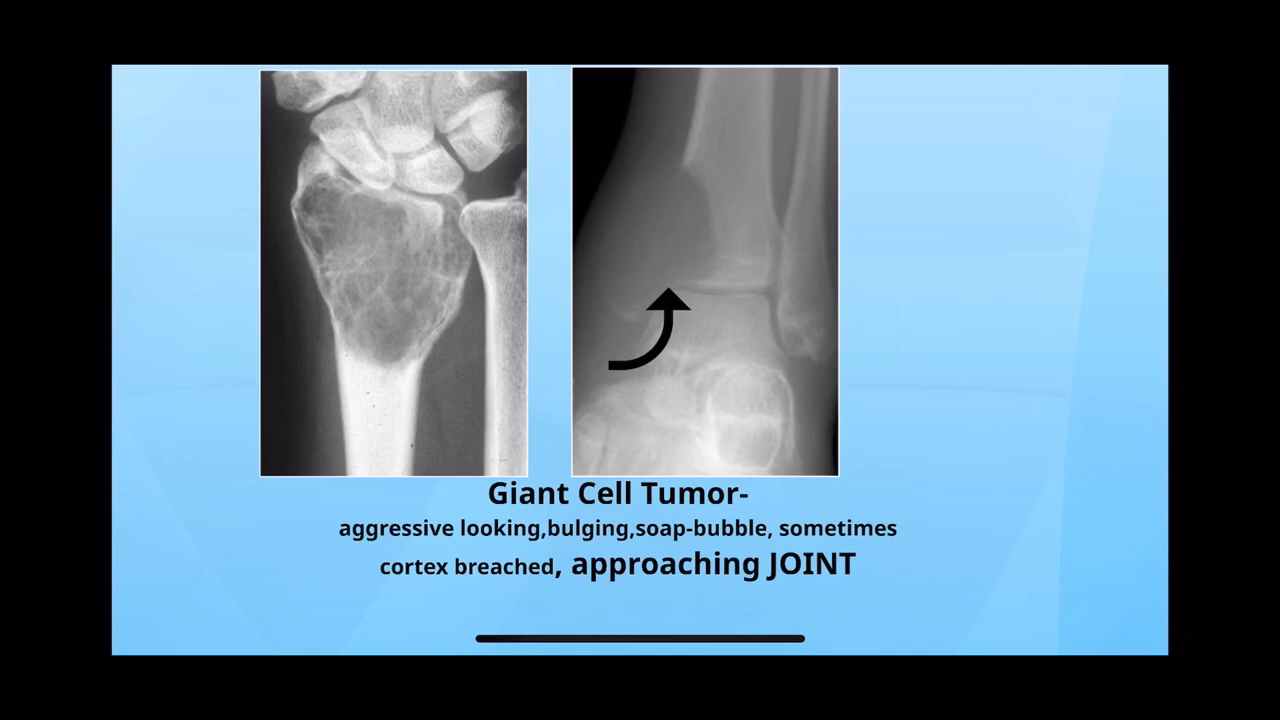 Giant Cell Tumor-
aggressive looking,bulging,soap-bubble, sometimes
cortex breached, approaching JOINT